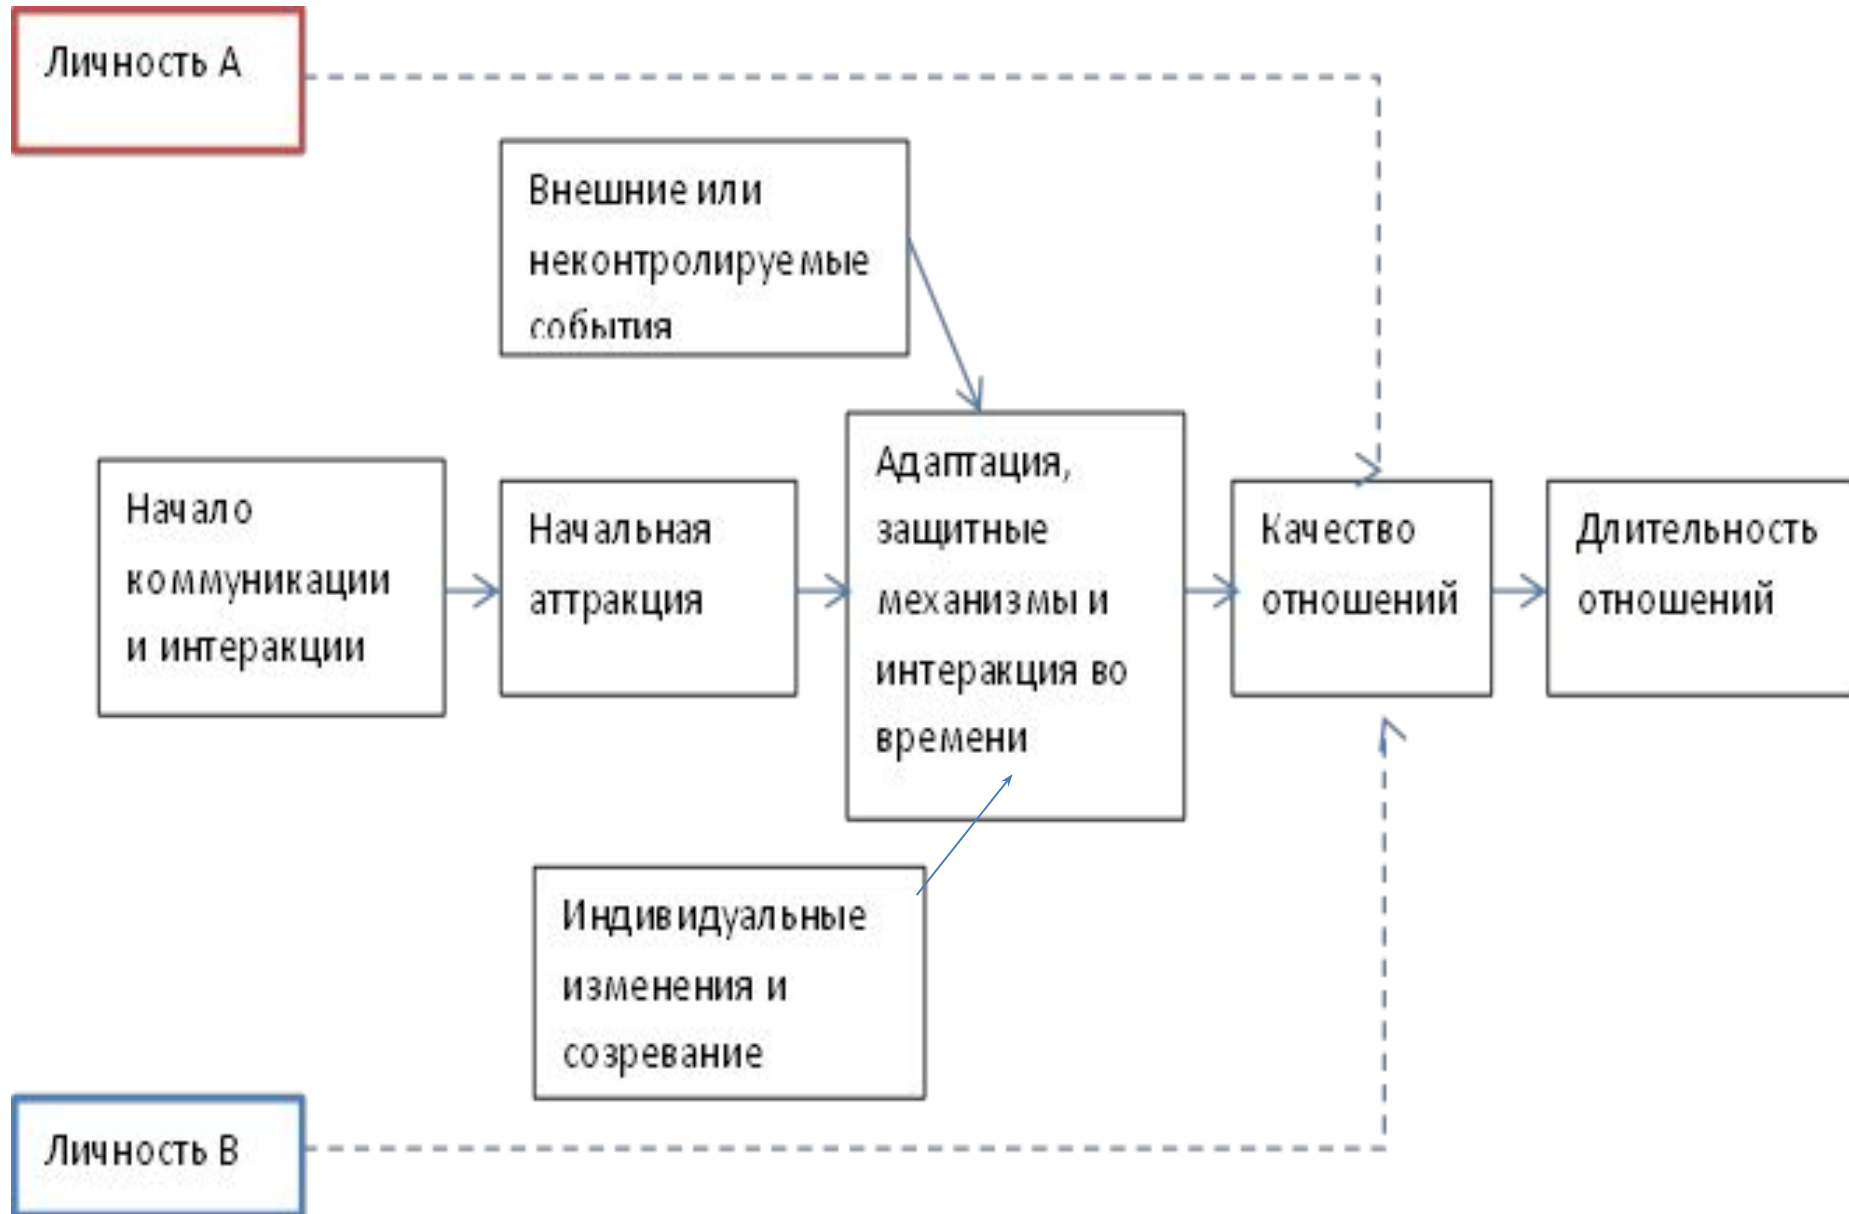 Личность А
Внешние или
неконтролируемые
события
Начало
коммуникации
и интеракции
Начальная
аттракция
Адаптация,
защитные
механизмы и
интеракция во
времени
Качество
отношений
Длительность
отношений
Индивидуальные
изменения и
созревание
Личность В